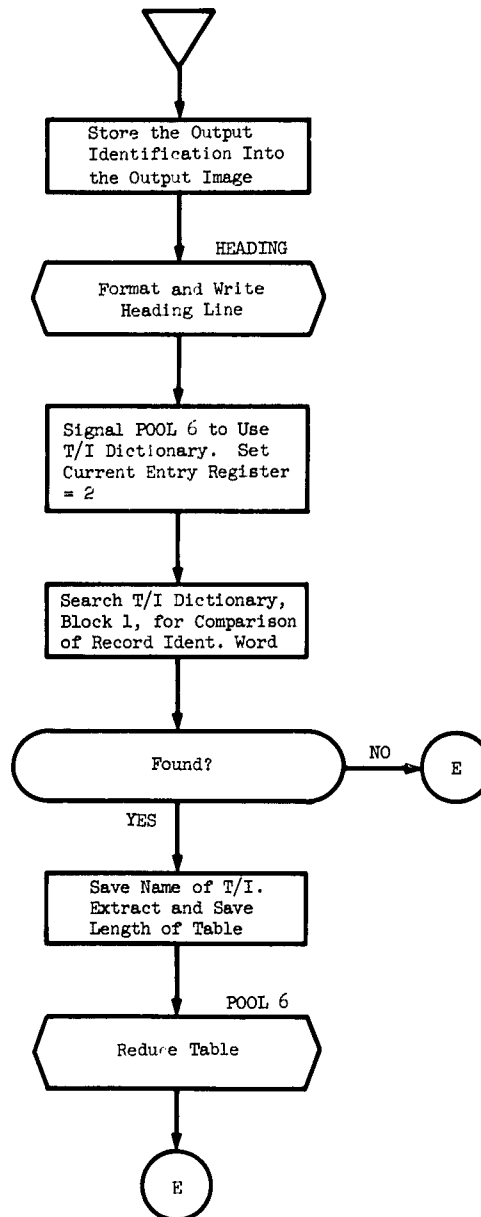 Store the Output
Identification Into
the Output Image
HEADING
Format and Write
Heading Line
Signal POOL 6 to Use
T/I Dictionary. Set
Current Entry Register
= 2
Search T/I Dictionary,
Block 1, for Comparison
of Record Ident. Word
Found?
NO
E
YES
Save Name of T/I.
Extract and Save
Length of Table
POOL 6
Reduce Table
E